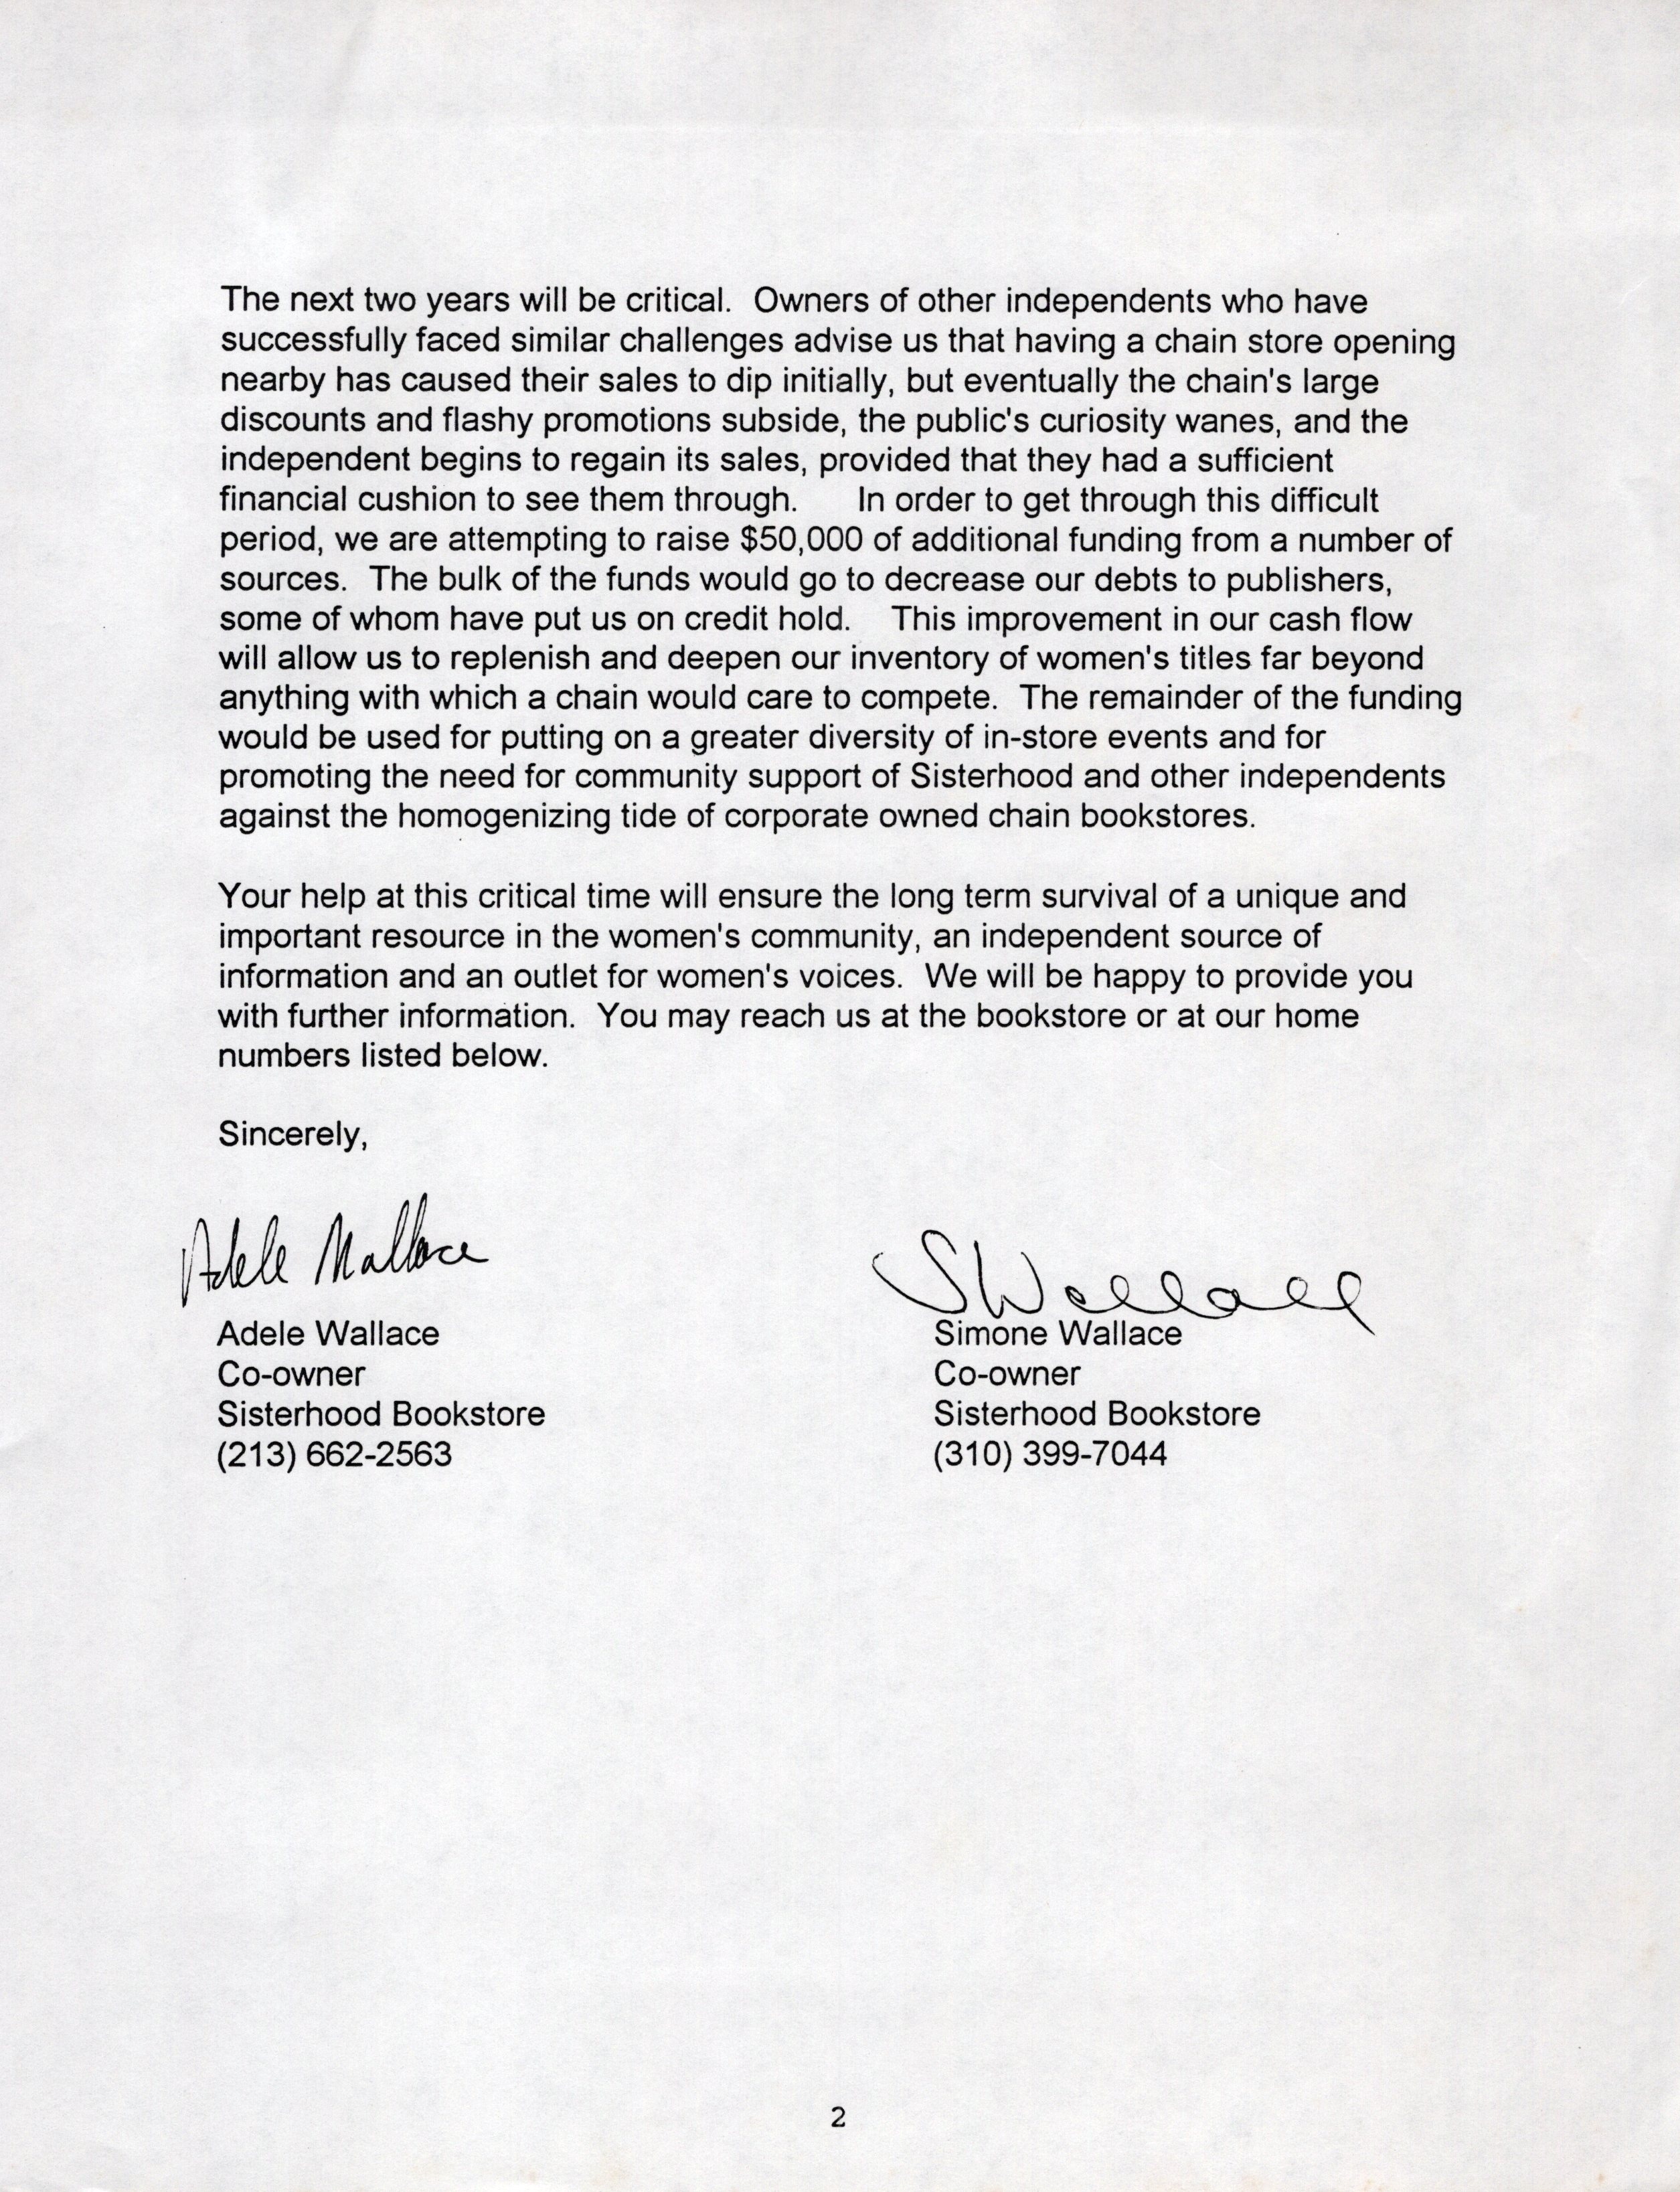 The next two years will be critical.  Owners of other independents who have
successfully faced similar challenges advise us that having a chain store opening
nearby has caused their sales to dip initially, but eventually the chain's large
discounts and flashy promotions subside, the public's curiosity wanes, and the
independent begins to regain its sales, provided that they had a sufficient
financial cushion to see them through.    In order to get through this difficult
period, we are attempting to raise $50,000 of additional funding from a number of
sources.  The bulk of the funds would go to decrease our debts to publishers,
some of whom have put us on credit hold.   This improvement in our cash flow
will allow us to replenish and deepen our inventory of women's titles far beyond
anything with which a chain would care to compete.  The remainder of the funding
would be used for putting on a greater diversity of in-store events and for
promoting the need for community support of Sisterhood and other independents
against the homogenizing tide of corporate owned chain bookstores.

Your help at this critical time will ensure the long term survival of a unique and
important resource in the women's community, an independent source of
information and an outlet for women's voices.  We will be happy to provide you
with further information.  You may reach us at the bookstore or at our home
numbers listed below.

Sincerely,

Adele Wallace
Adele Wallace
Co-owner
Sisterhood Bookstore
(213) 662-2563

S Wallace
Simone Wallace
Co-owner
Sisterhood Bookstore
(310) 399-7044

2